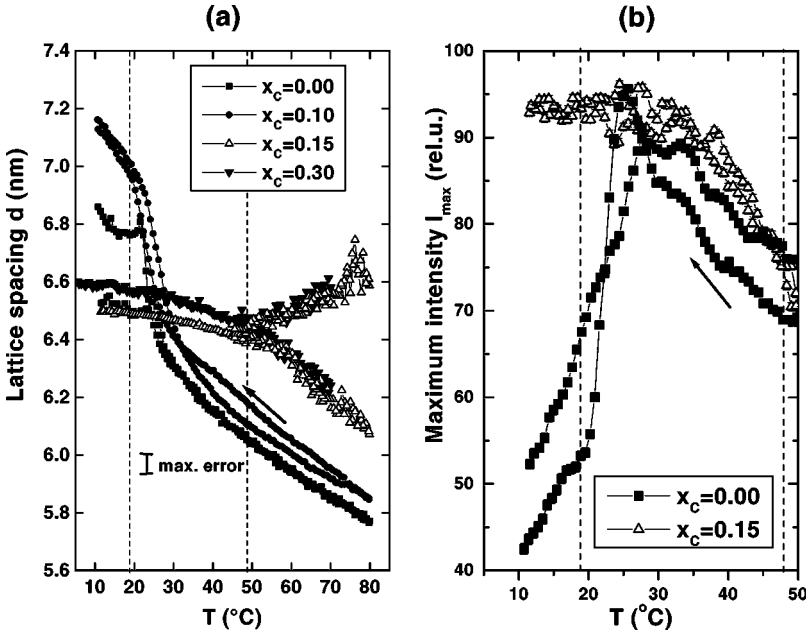 (a)
7.4
7.2
7.0
6.8
6.6
6.4
6.2
6.0
5.8
5.6
Lattice spacing d (nm)
x_C=0.00
x_C=0.10
x_C=0.15
x_C=0.30
max. error
10 20 30 40 50 60 70 80
T (°C)
(b)
100
90
80
70
60
50
40
Maximum intensity I_max (rel.u.)
x_C=0.00
x_C=0.15
10 20 30 40 50
T (°C)